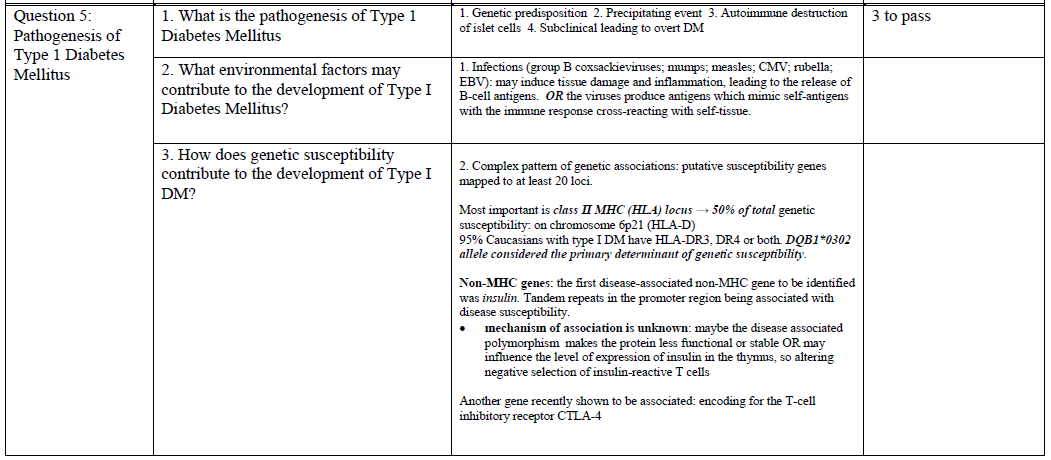 Question 5:
Pathogenesis of
Type 1 Diabetes
Mellitus
1. What is the pathogenesis of Type 1
Diabetes Mellitus
1. Genetic predisposition 2. Precipitating event 3. Autoimmune destruction
of islet cells 4. Subclinical leading to overt DM
3 to pass
2. What environmental factors may
contribute to the development of Type I
Diabetes Mellitus?
1. Infections (group B coxsackieviruses; mumps; measles; CMV; rubella;
EBV): may induce tissue damage and inflammation, leading to the release of
B-cell antigens. OR the viruses produce antigens which mimic self-antigens
with the immune response cross-reacting with self-tissue.
3. How does genetic susceptibility
contribute to the development of Type I
DM?
2. Complex pattern of genetic associations: putative susceptibility genes
mapped to at least 20 loci.
Most important is class II MHC (HLA) locus → 50% of total genetic
susceptibility: on chromosome 6p21 (HLA-D)
95% Caucasians with type I DM have HLA-DR3, DR4 or both. DQB1*0302
allele considered the primary determinant of genetic susceptibility.
Non-MHC genes: the first disease-associated non-MHC gene to be identified
was insulin. Tandem repeats in the promoter region being associated with
disease susceptibility.
• mechanism of association is unknown: maybe the disease associated
polymorphism makes the protein less functional or stable OR may
influence the level of expression of insulin in the thymus, so altering
negative selection of insulin-reactive T cells
Another gene recently shown to be associated: encoding for the T-cell
inhibitory receptor CTLA-4